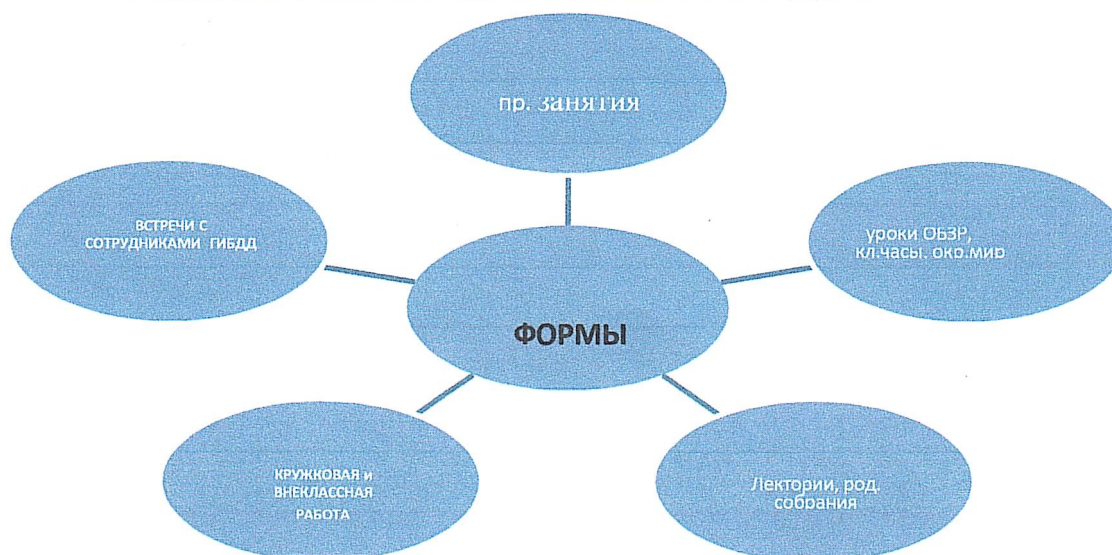 пр. занятия
ВСТРЕЧИ С
СОТРУДНИКАМИ ГИБДД
уроки ОБЗР,
кл.часы, окр.мир
ФОРМЫ
КРУЖКОВАЯ и
ВНЕКЛАССНАЯ
РАБОТА
Лектории, род.
собрания